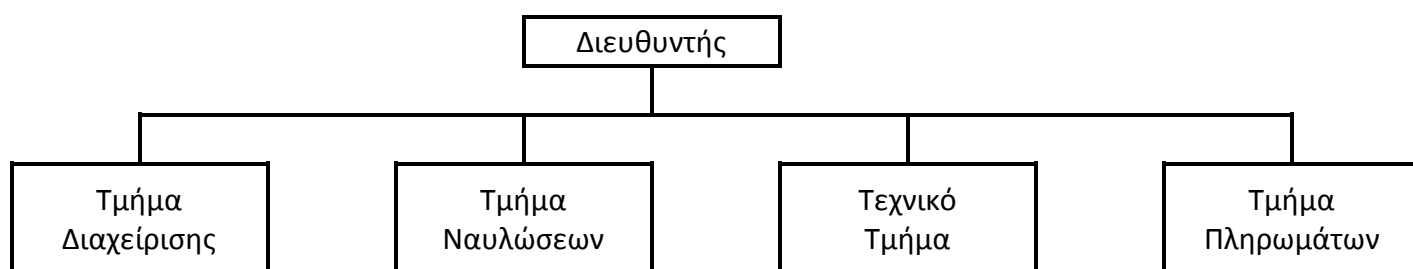 Διευθυντής
Τμήμα
Διαχείρισης
Τμήμα
Ναυλώσεων
Τεχνικό
Τμήμα
Τμήμα
Πληρωμάτων